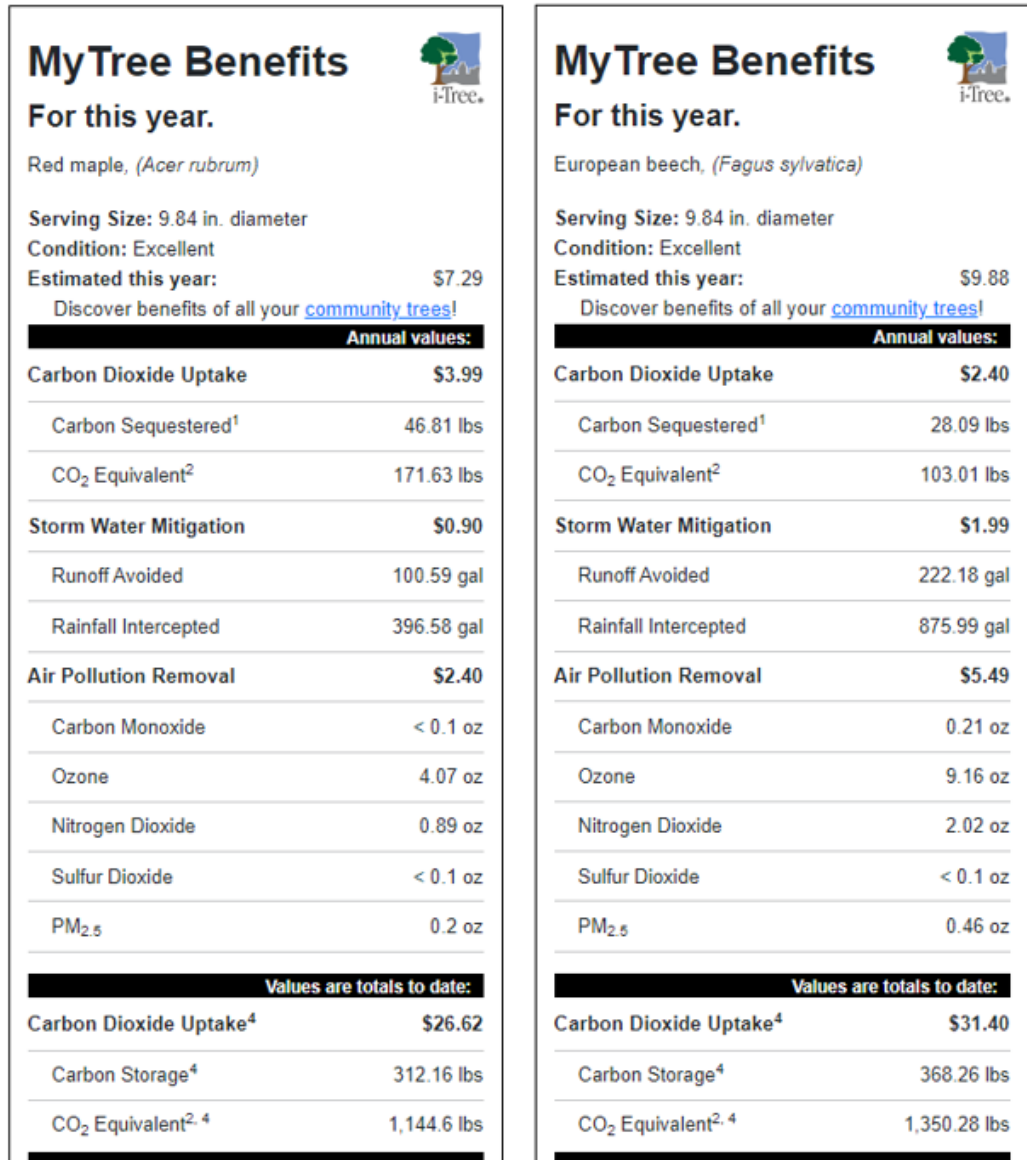 MyTree Benefits
i-Tree.
For this year.
Red maple, (Acer rubrum)
Serving Size: 9.84 in. diameter
Condition: Excellent
Estimated this year: $7.29
Discover benefits of all your community trees!
Annual values:
Carbon Dioxide Uptake $3.99
Carbon Sequestered¹ 46.81 lbs
CO₂ Equivalent² 171.63 lbs
Storm Water Mitigation $0.90
Runoff Avoided 100.59 gal
Rainfall Intercepted 396.58 gal
Air Pollution Removal $2.40
Carbon Monoxide < 0.1 oz
Ozone 4.07 oz
Nitrogen Dioxide 0.89 oz
Sulfur Dioxide < 0.1 oz
PM₂.₅ 0.2 oz
Values are totals to date:
Carbon Dioxide Uptake⁴ $26.62
Carbon Storage⁴ 312.16 lbs
CO₂ Equivalent², ⁴ 1,144.6 lbs
MyTree Benefits
i-Tree.
For this year.
European beech, (Fagus sylvatica)
Serving Size: 9.84 in. diameter
Condition: Excellent
Estimated this year: $9.88
Discover benefits of all your community trees!
Annual values:
Carbon Dioxide Uptake $2.40
Carbon Sequestered¹ 28.09 lbs
CO₂ Equivalent² 103.01 lbs
Storm Water Mitigation $1.99
Runoff Avoided 222.18 gal
Rainfall Intercepted 875.99 gal
Air Pollution Removal $5.49
Carbon Monoxide 0.21 oz
Ozone 9.16 oz
Nitrogen Dioxide 2.02 oz
Sulfur Dioxide < 0.1 oz
PM₂.₅ 0.46 oz
Values are totals to date:
Carbon Dioxide Uptake⁴ $31.40
Carbon Storage⁴ 368.26 lbs
CO₂ Equivalent², ⁴ 1,350.28 lbs